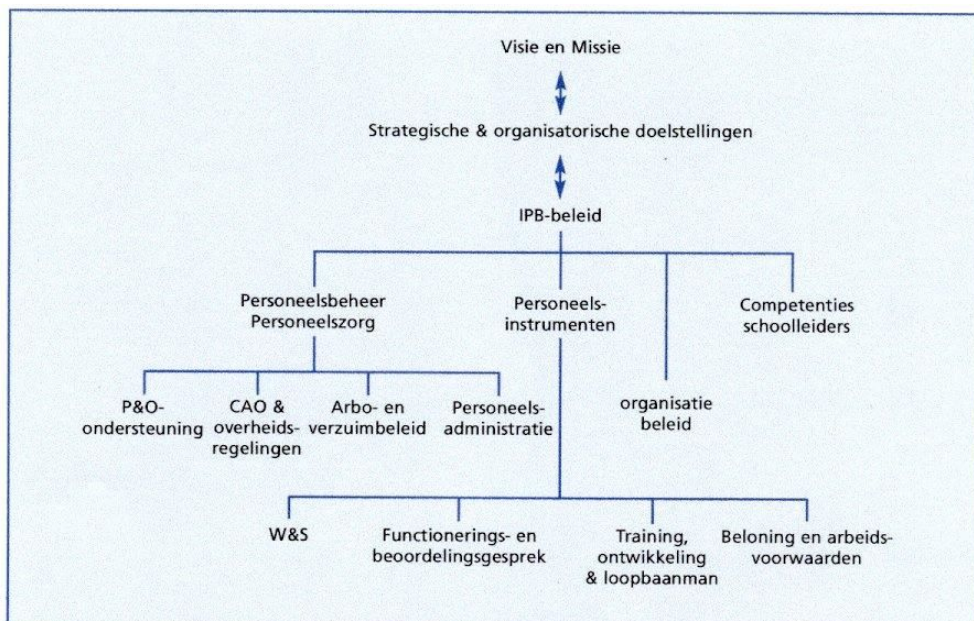 Visie en Missie
Strategische & organisatorische doelstellingen
IPB-beleid
Personeelsbeheer
Personeelszorg
Personeels-
instrumenten
Competenties
schoolleiders
P&O-
ondersteuning
CAO &
overheids-
regelingen
Arbo- en
verzuimbeleid
Personeels-
administratie
organisatie
beleid
W&S
Functionerings- en
beoordelingsgesprek
Training,
ontwikkeling
& loopbaanman
Beloning en arbeids-
voorwaarden